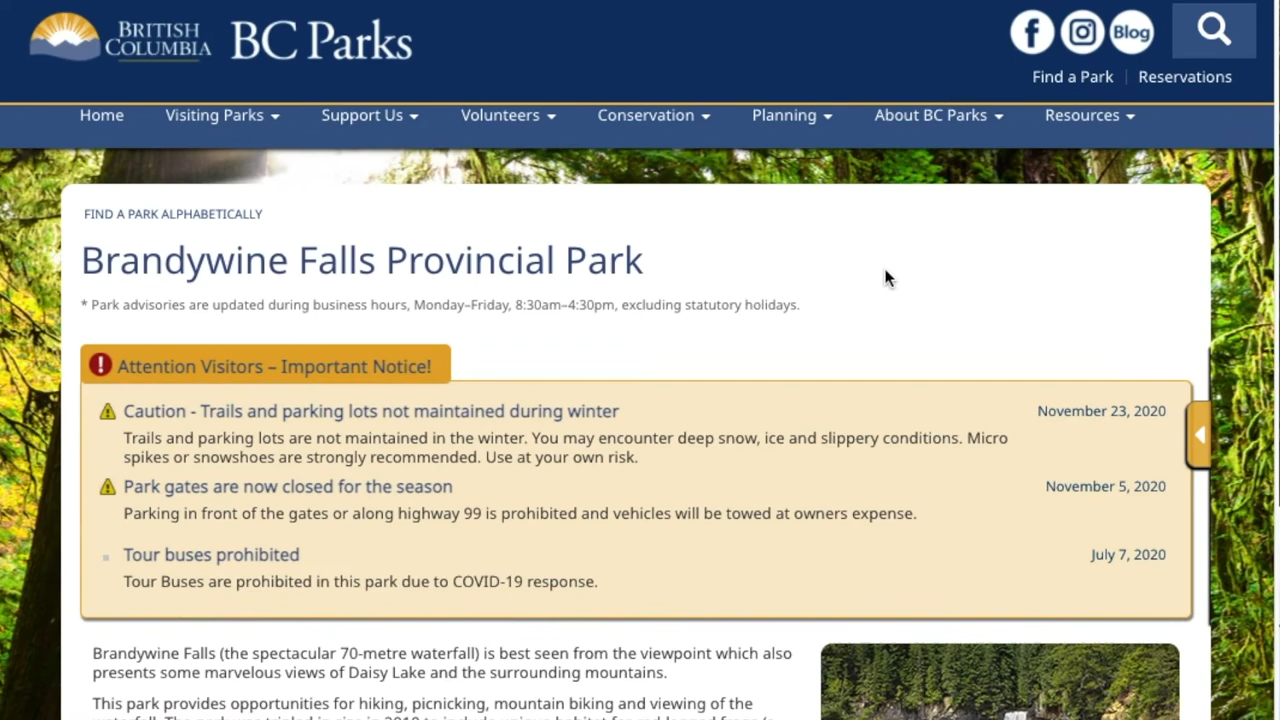 BRITISH
COLUMBIA
BC Parks
Blog
Find a Park Reservations
Home Visiting Parks Support Us Volunteers Conservation Planning About BC Parks Resources
FIND A PARK ALPHABETICALLY
Brandywine Falls Provincial Park
* Park advisories are updated during business hours, Monday–Friday, 8:30am–4:30pm, excluding statutory holidays.
Attention Visitors – Important Notice!
Caution - Trails and parking lots not maintained during winter November 23, 2020
Trails and parking lots are not maintained in the winter. You may encounter deep snow, ice and slippery conditions. Micro
spikes or snowshoes are strongly recommended. Use at your own risk.
Park gates are now closed for the season November 5, 2020
Parking in front of the gates or along highway 99 is prohibited and vehicles will be towed at owners expense.
Tour buses prohibited July 7, 2020
Tour Buses are prohibited in this park due to COVID-19 response.
Brandywine Falls (the spectacular 70-metre waterfall) is best seen from the viewpoint which also
presents some marvelous views of Daisy Lake and the surrounding mountains.
This park provides opportunities for hiking, picnicking, mountain biking and viewing of the